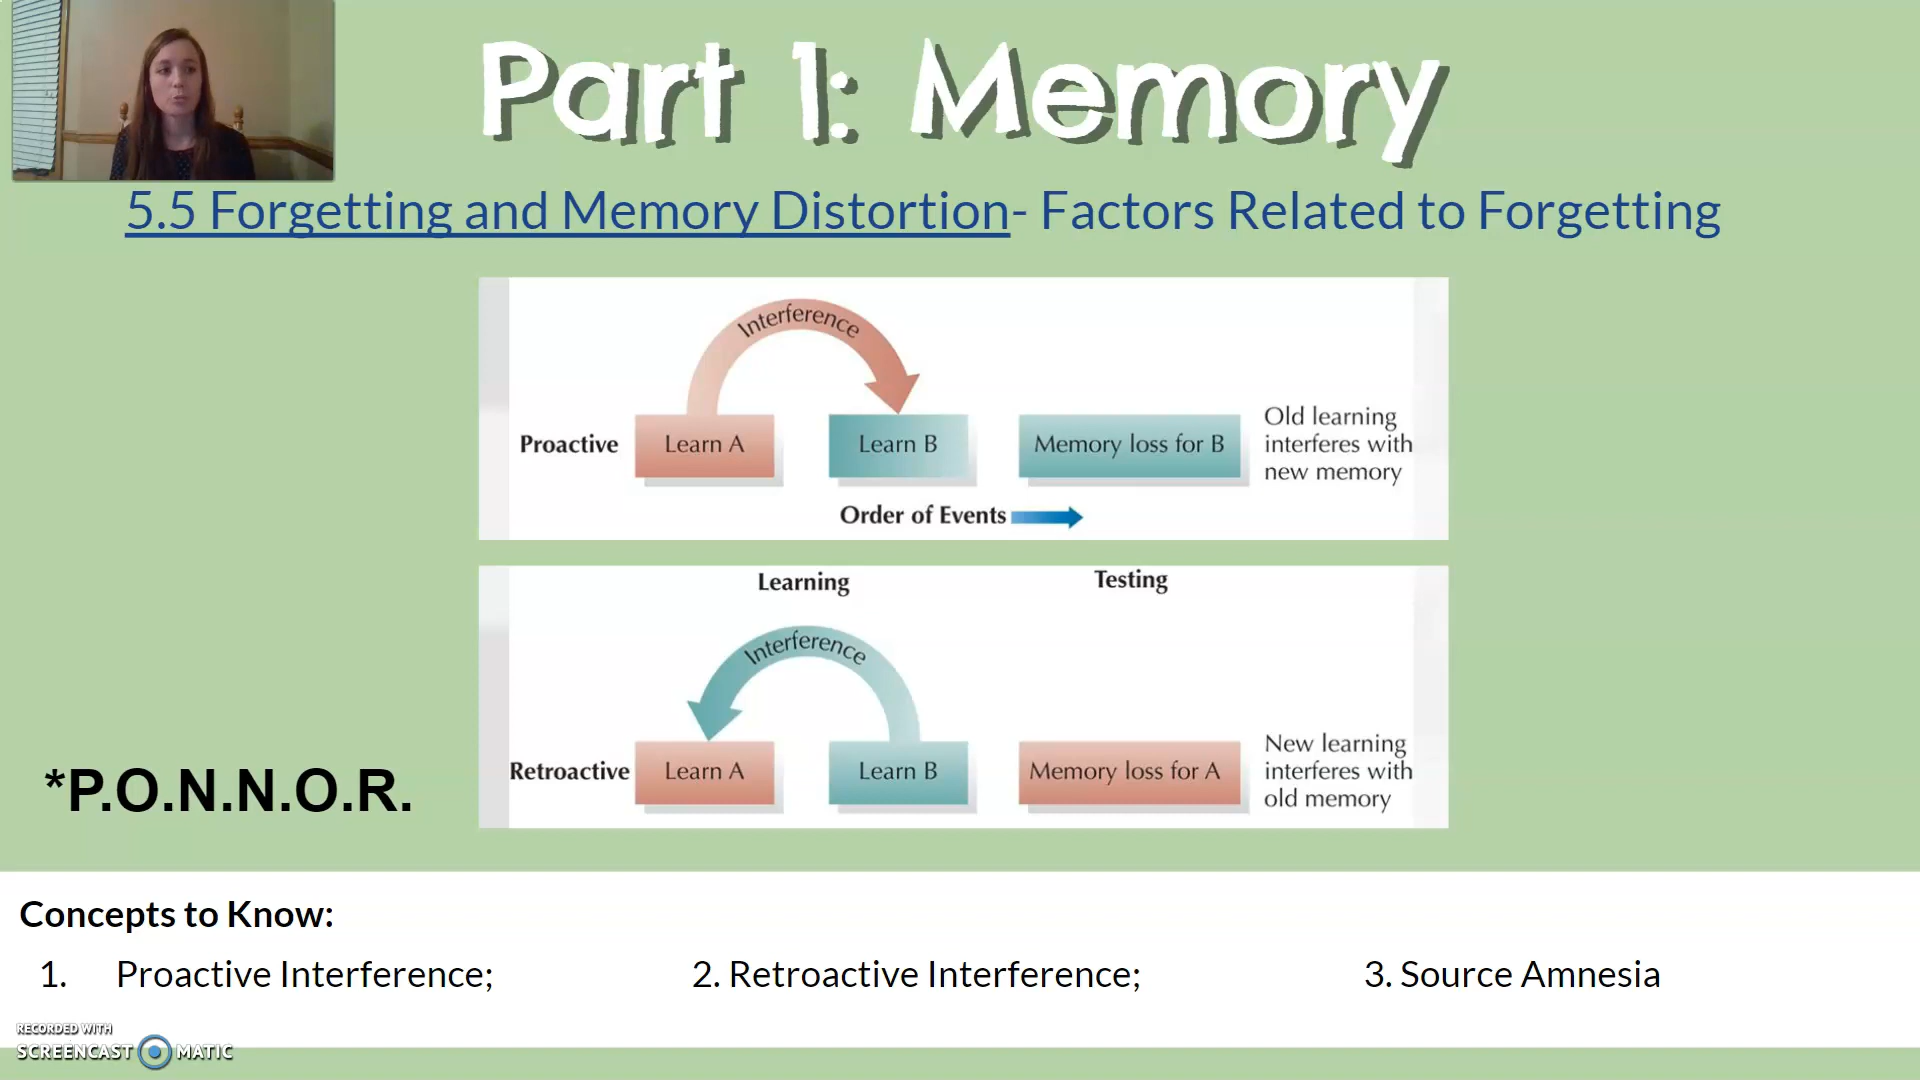 Part 1: Memory
5.5 Forgetting and Memory Distortion- Factors Related to Forgetting
Interference
Proactive
Learn A
Learn B
Memory loss for B
Old learning
interferes with
new memory
Order of Events
Learning
Testing
Interference
Retroactive
Learn A
Learn B
Memory loss for A
New learning
interferes with
old memory
*P.O.N.N.O.R.
Concepts to Know:
1. Proactive Interference;
2. Retroactive Interference;
3. Source Amnesia
RECORDED WITH
SCREENCAST MATIC